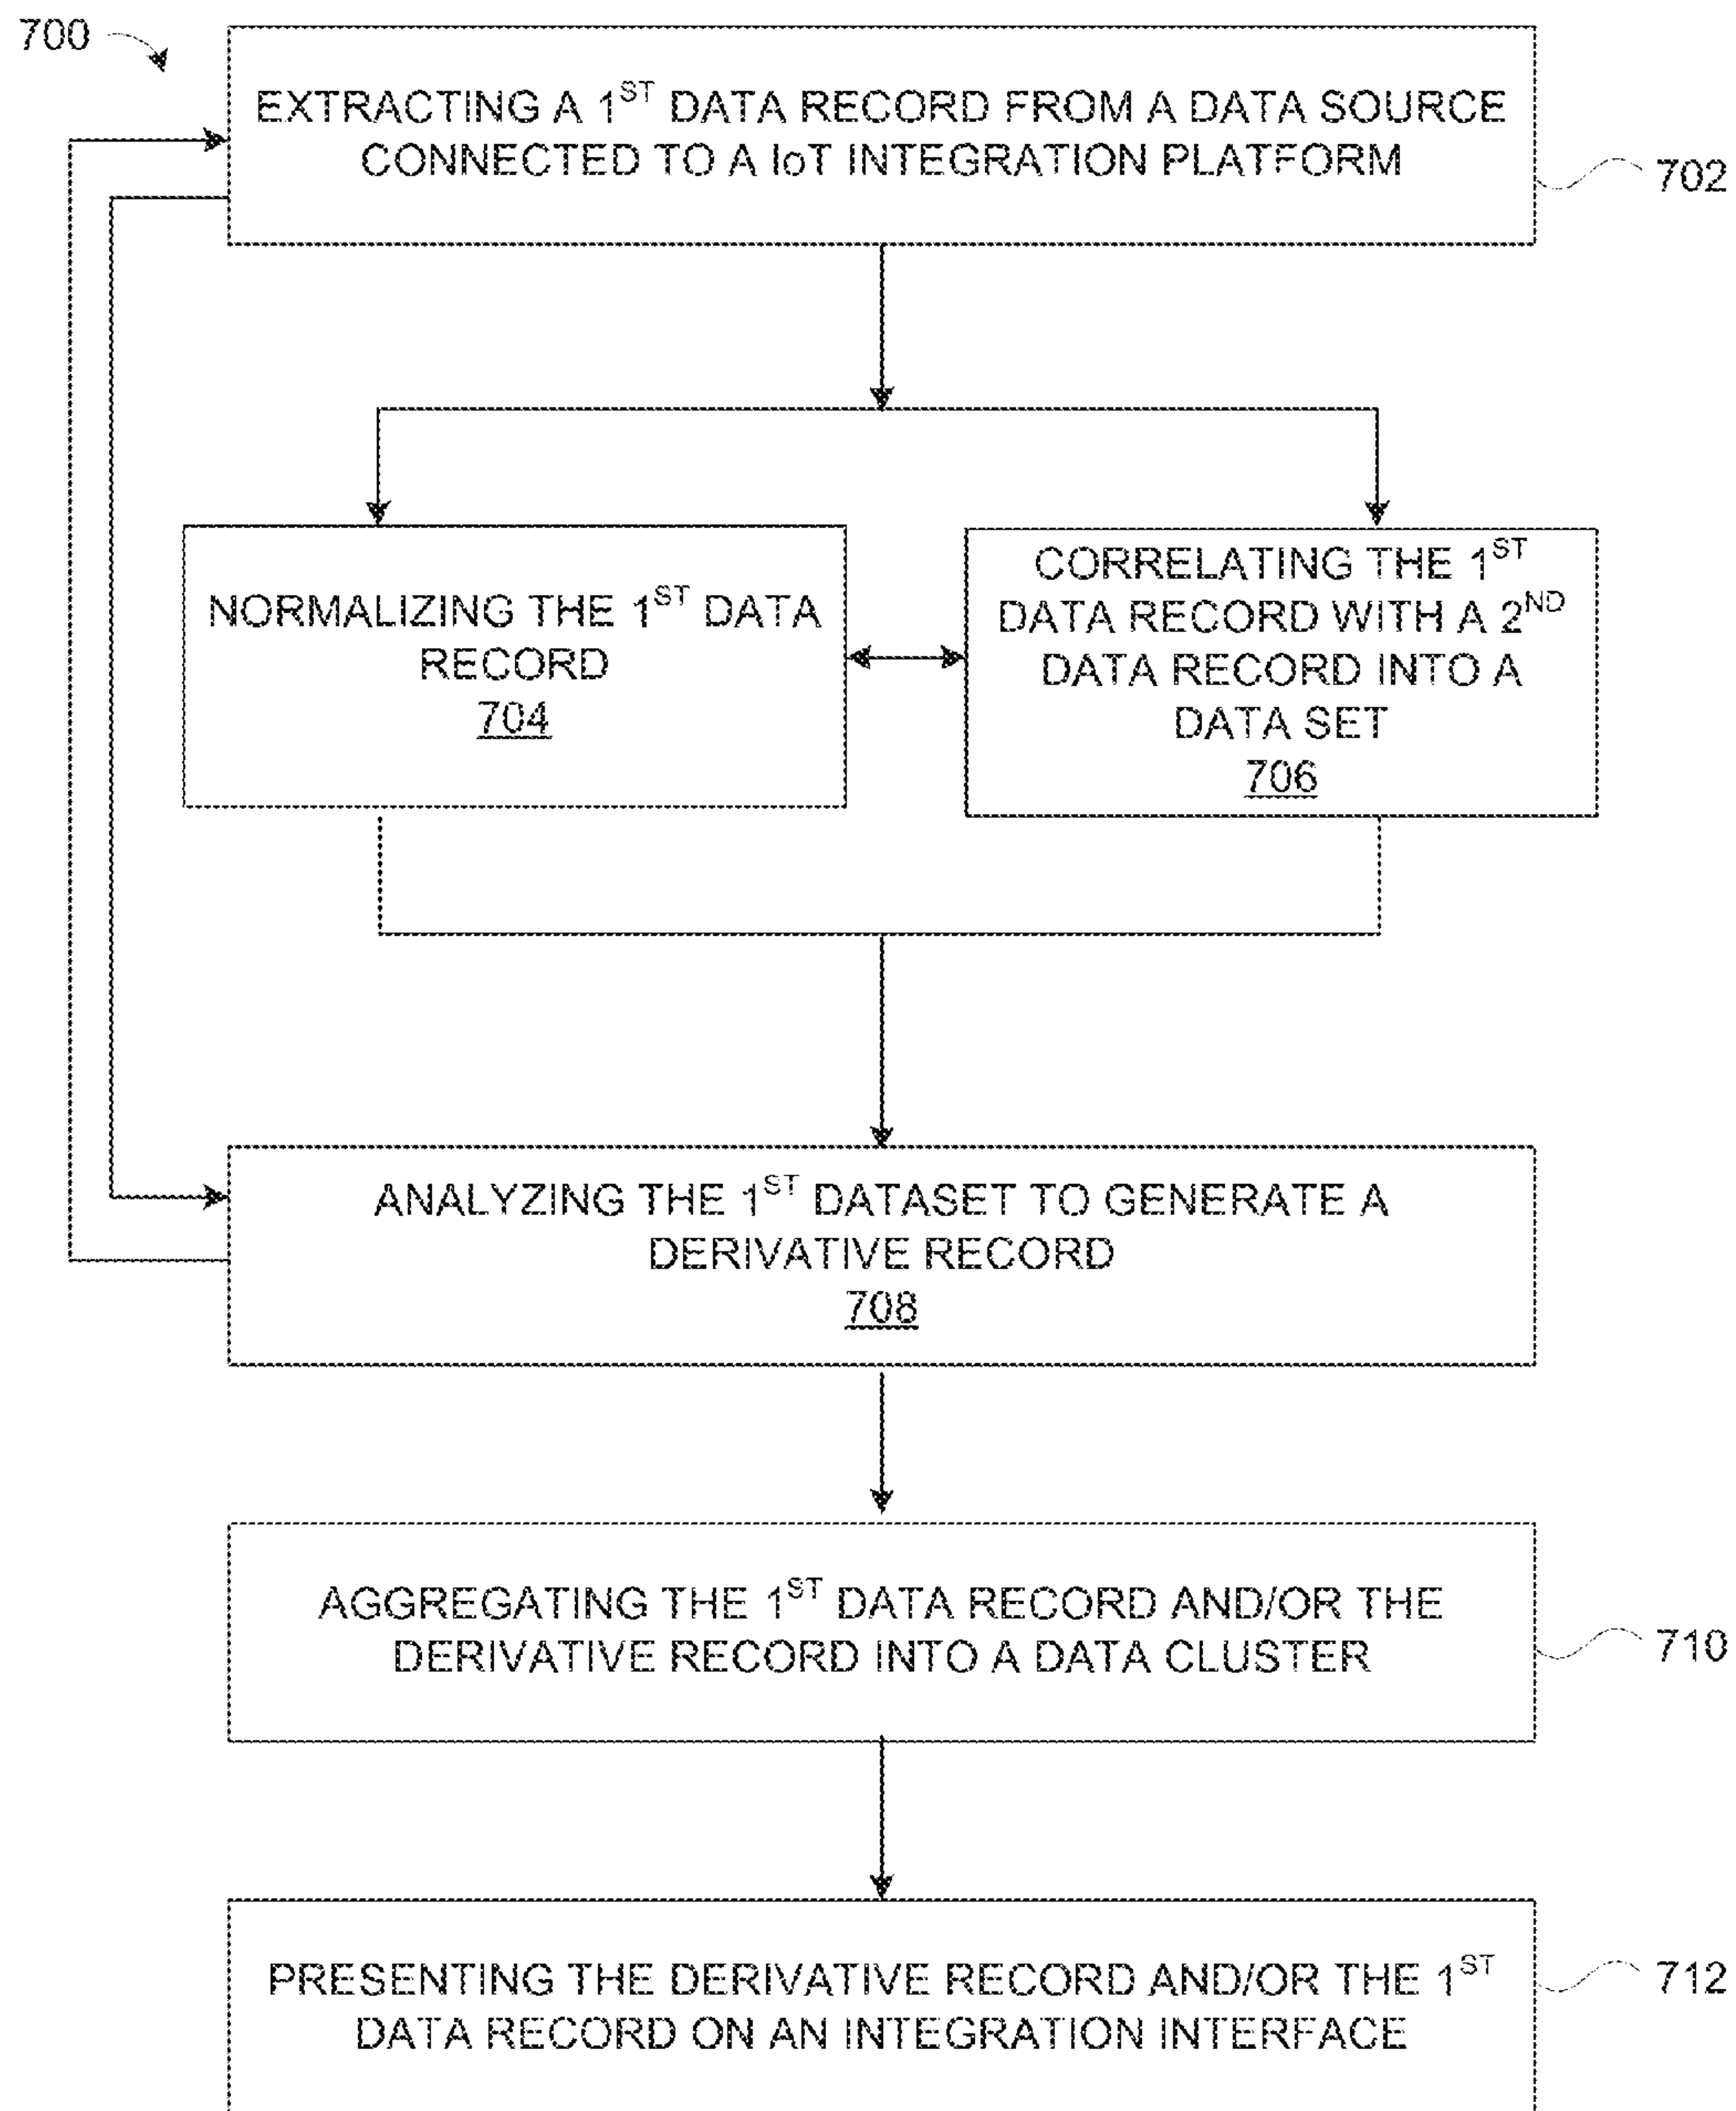 700
EXTRACTING A 1ST DATA RECORD FROM A DATA SOURCE
CONNECTED TO A IoT INTEGRATION PLATFORM
702
NORMALIZING THE 1ST DATA
RECORD
704
CORRELATING THE 1ST
DATA RECORD WITH A 2ND
DATA RECORD INTO A
DATA SET
706
ANALYZING THE 1ST DATASET TO GENERATE A
DERIVATIVE RECORD
708
AGGREGATING THE 1ST DATA RECORD AND/OR THE
DERIVATIVE RECORD INTO A DATA CLUSTER
710
PRESENTING THE DERIVATIVE RECORD AND/OR THE 1ST
DATA RECORD ON AN INTEGRATION INTERFACE
712